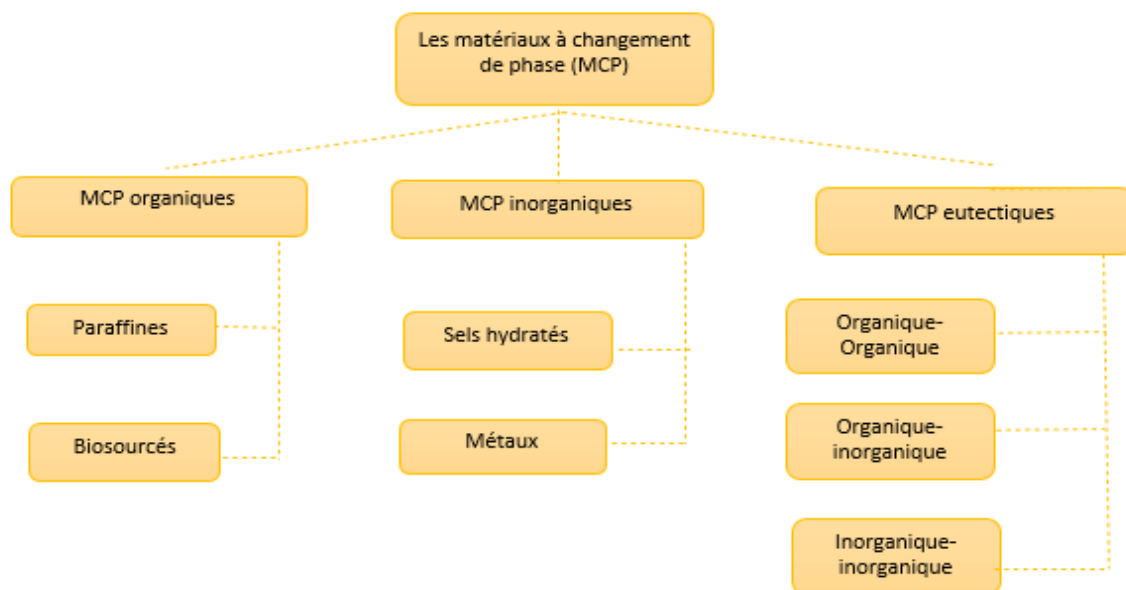 Les matériaux à changement
de phase (MCP)
MCP organiques
MCP inorganiques
MCP eutectiques
Paraffines
Biosourcés
Sels hydratés
Métaux
Organique-
Organique
Organique-
inorganique
Inorganique-
inorganique